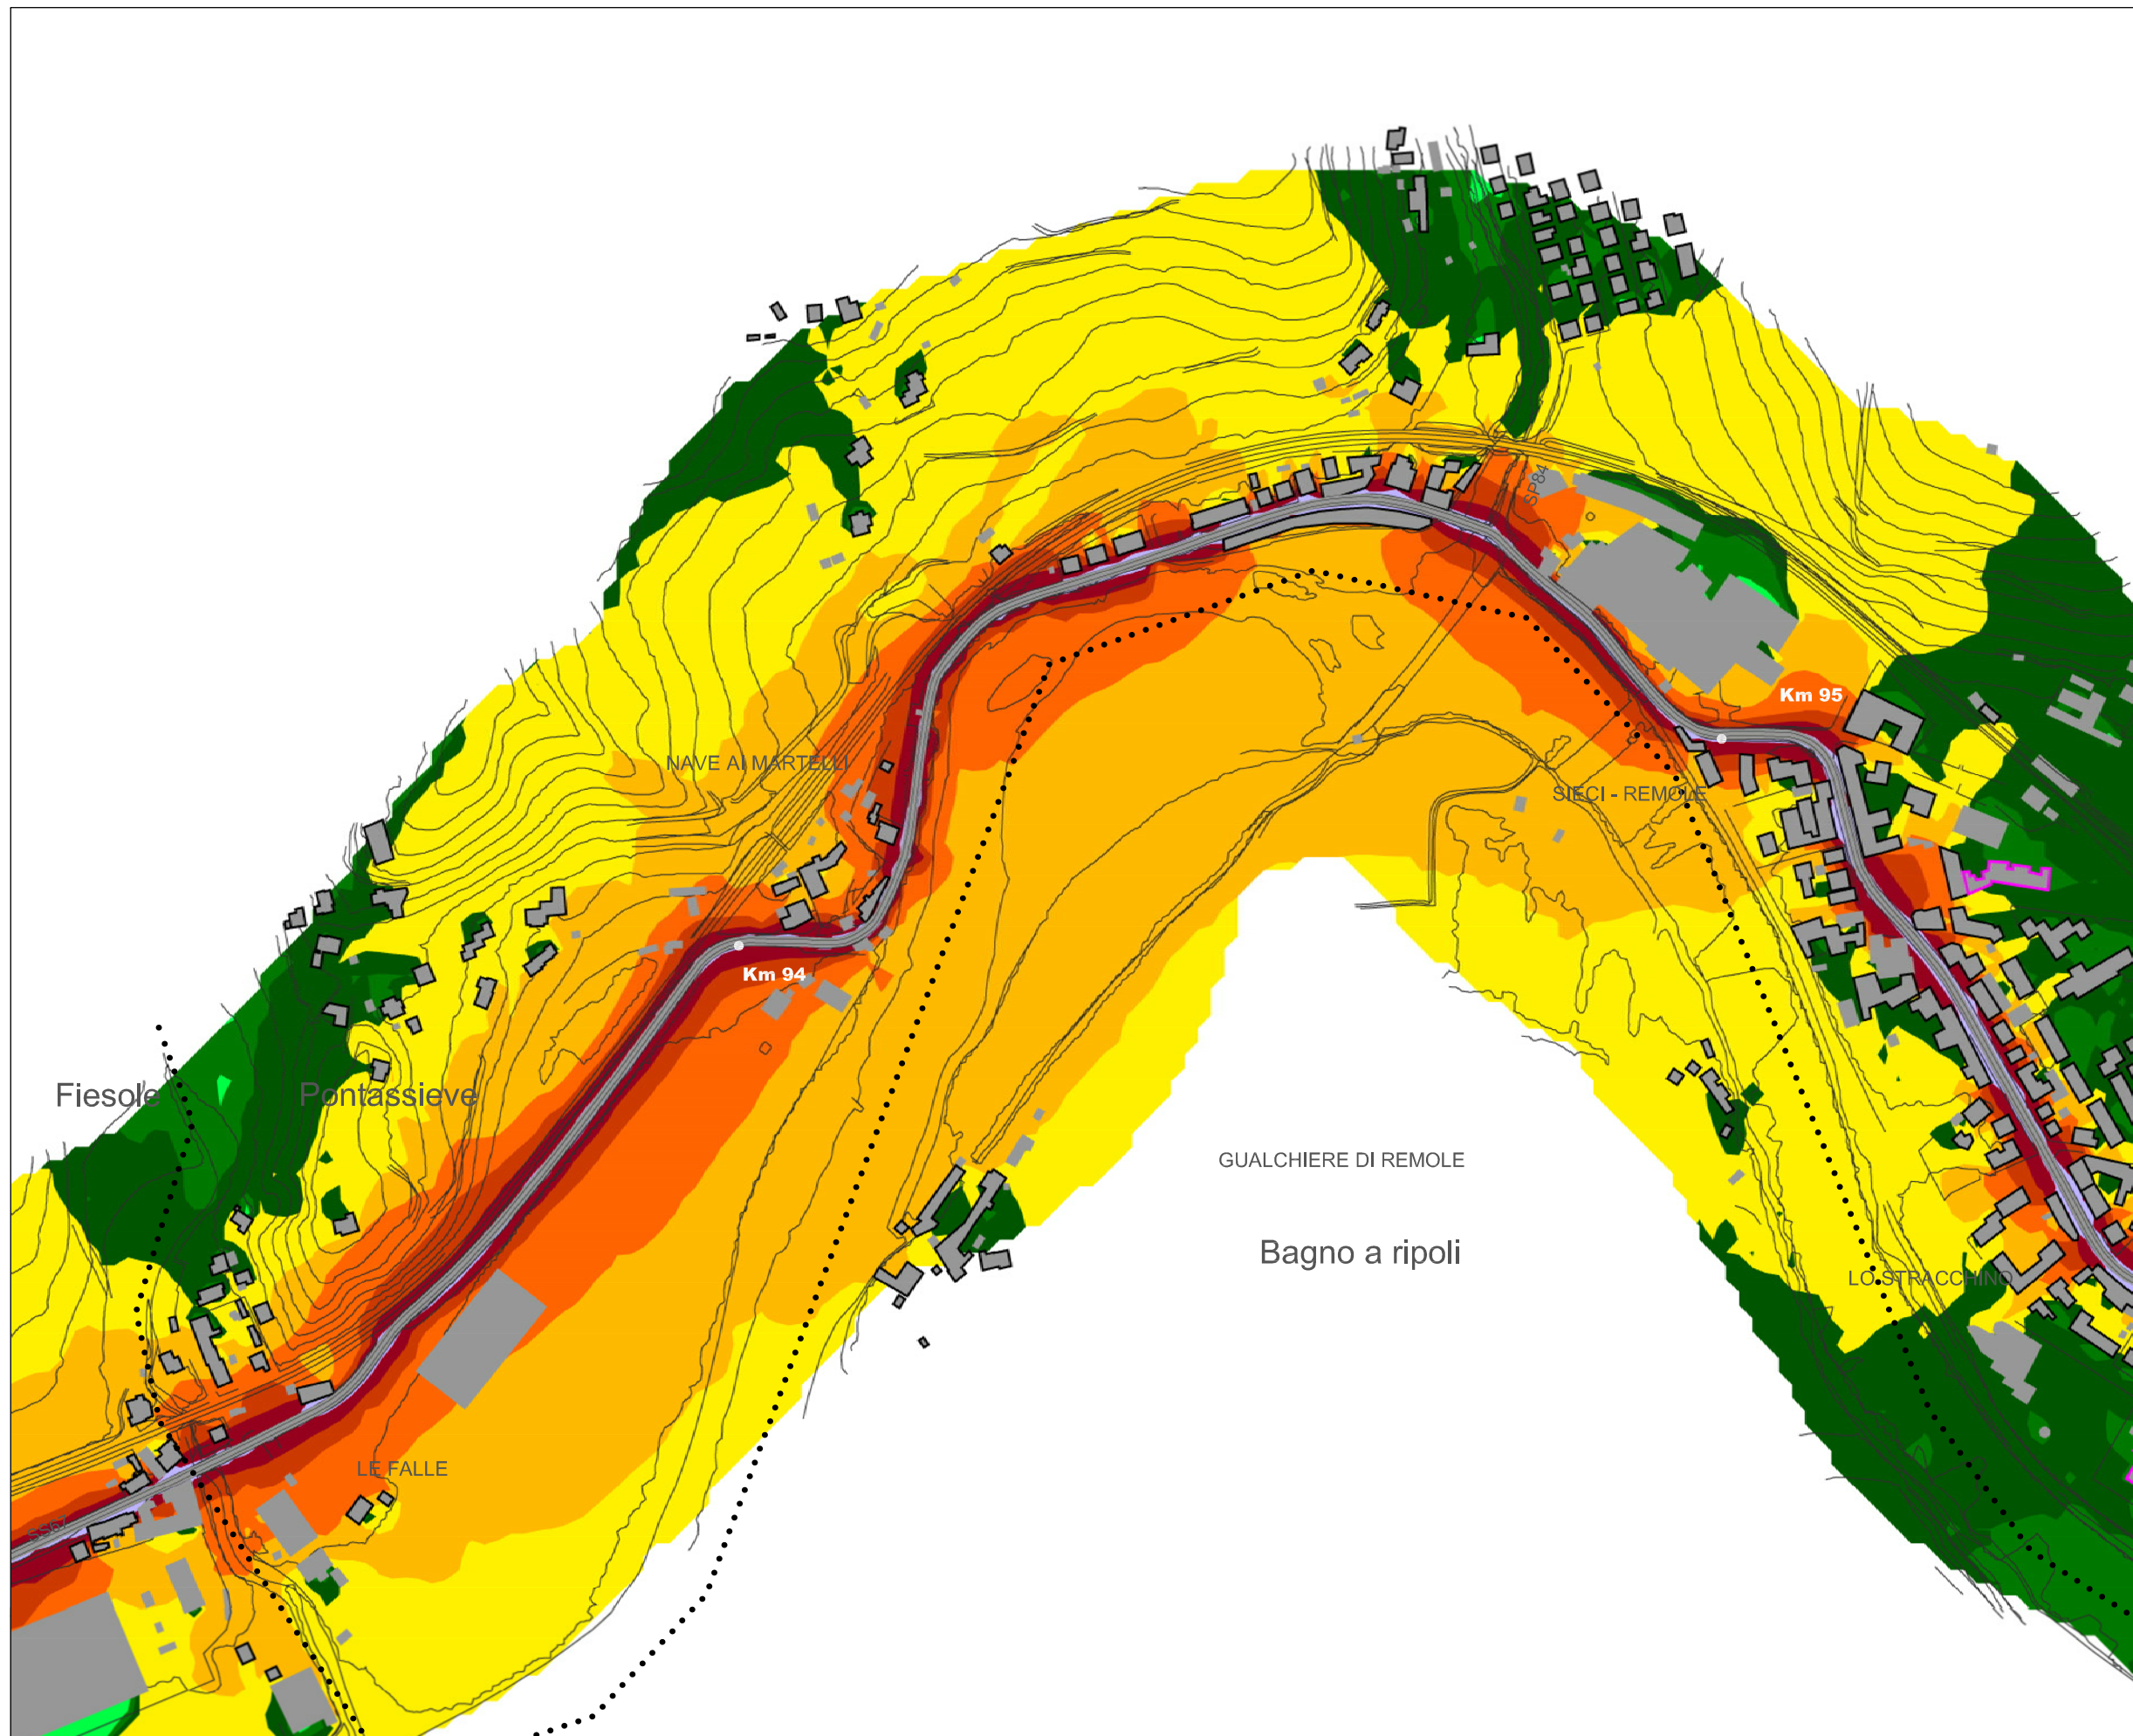 SP84
Km 95
NAVE AI MARTELLI
SIECI - REMOLE
Km 94
Fiesole
Pontassieve
GUALCHIERE DI REMOLE
Bagno a ripoli
LO STRACCHINO
LE FALLE
SS67